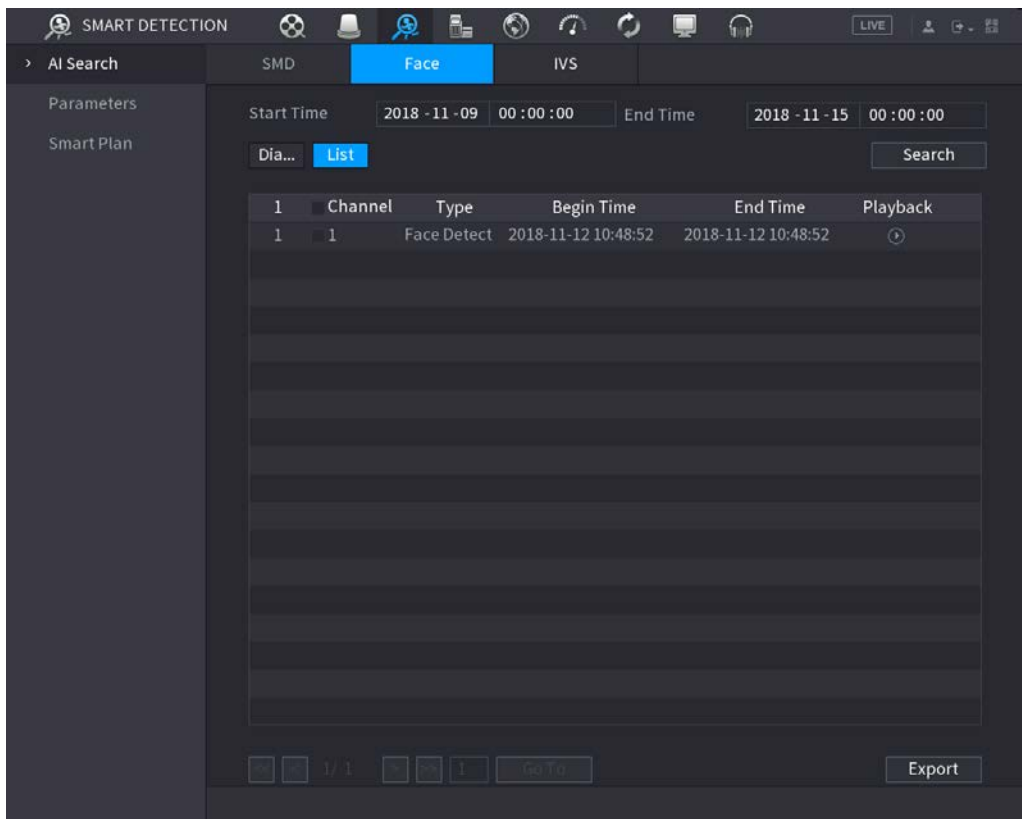 SMART DETECTION LIVE
AI Search SMD Face IVS
Parameters
Smart Plan
Start Time 2018 -11 -09 00 : 00 : 00 End Time 2018 -11 -15 00 : 00 : 00
Dia... List Search
1 Channel Type Begin Time End Time Playback
1 1 Face Detect 2018-11-12 10:48:52 2018-11-12 10:48:52
1/ 1 1 Go To Export